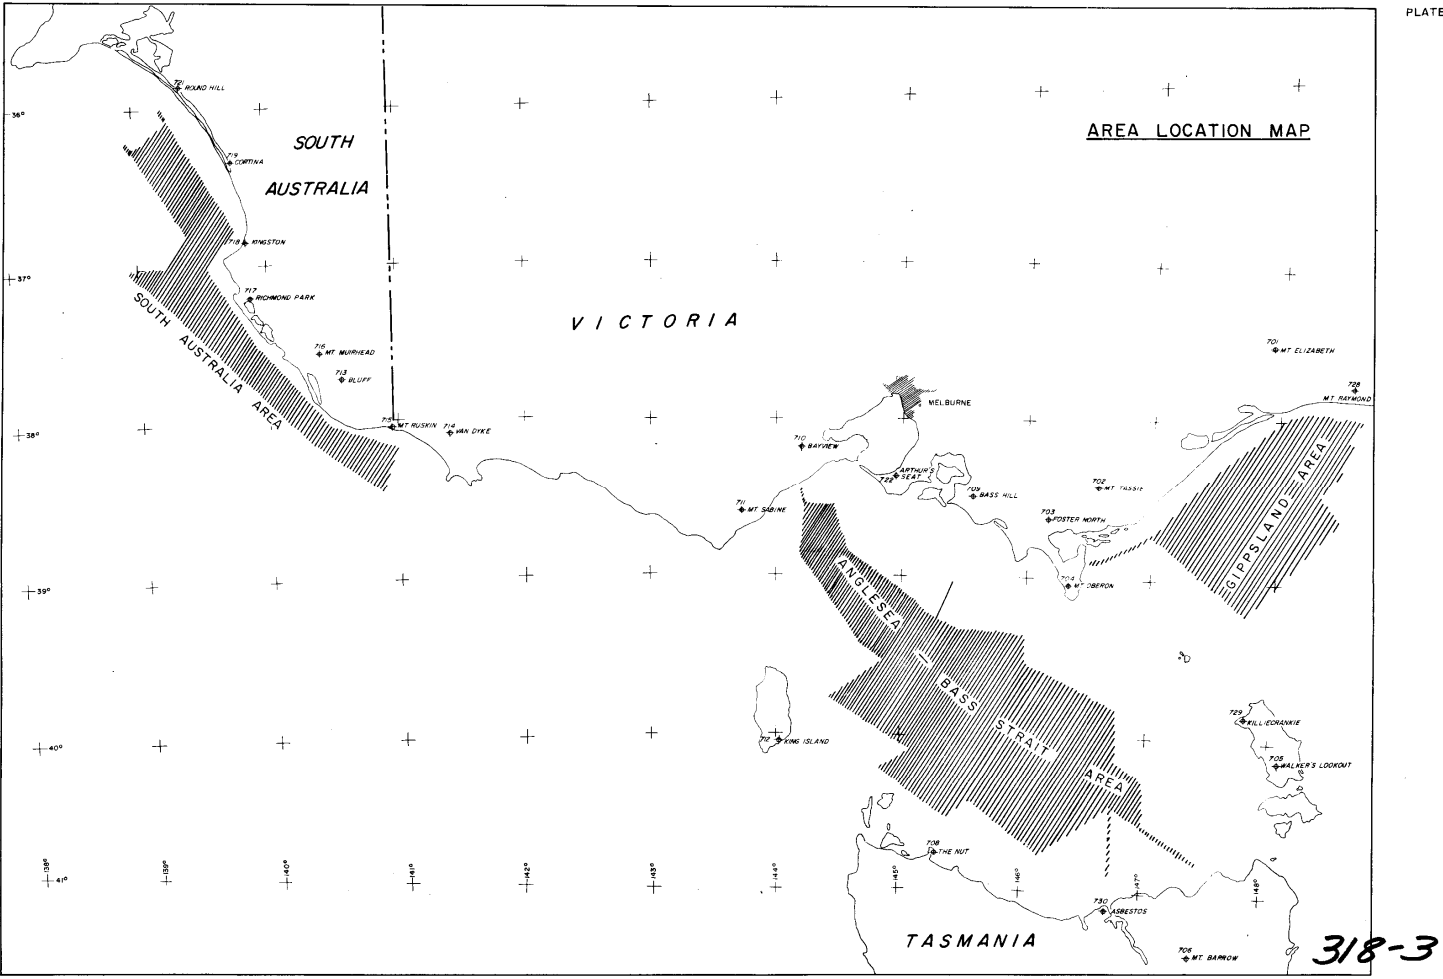 PLATE
AREA LOCATION MAP
721
ROUND HILL
36°
SOUTH
AUSTRALIA
719
CORTINA
718
KINGSTON
37°
717
RICHMOND PARK
SOUTH AUSTRALIA AREA
VICTORIA
716
MT MUIRHEAD
713
BLUFF
701
MT ELIZABETH
728
MT RAYMOND
MELBURNE
38°
715
MT RUSKIN
714
VAN DYKE
710
BAYVIEW
ARTHUR'S
SEAT
722
709
BASS HILL
702
MT TASSIE
711
MT SABINE
703
FOSTER NORTH
GIPPSLAND AREA
39°
704
MT OBERON
ANGLESEA - BASS STRAIT AREA
712
KING ISLAND
729
KILLIECRANKIE
705
WALKER'S LOOKOUT
40°
708
THE NUT
138°
139°
140°
141°
142°
143°
144°
145°
146°
147°
148°
41°
730
ASBESTOS
TASMANIA
706
MT. BARROW
318-3